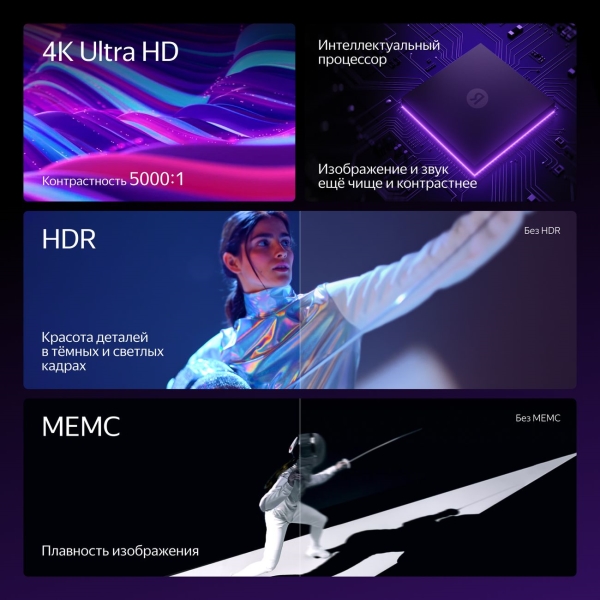 4K Ultra HD
Контрастность 5000:1
Интеллектуальный
процессор
Изображение и звук
ещё чище и контрастнее
HDR
Без HDR
Красота деталей
в тёмных и светлых
кадрах
MEMC
Без MEMC
Плавность изображения